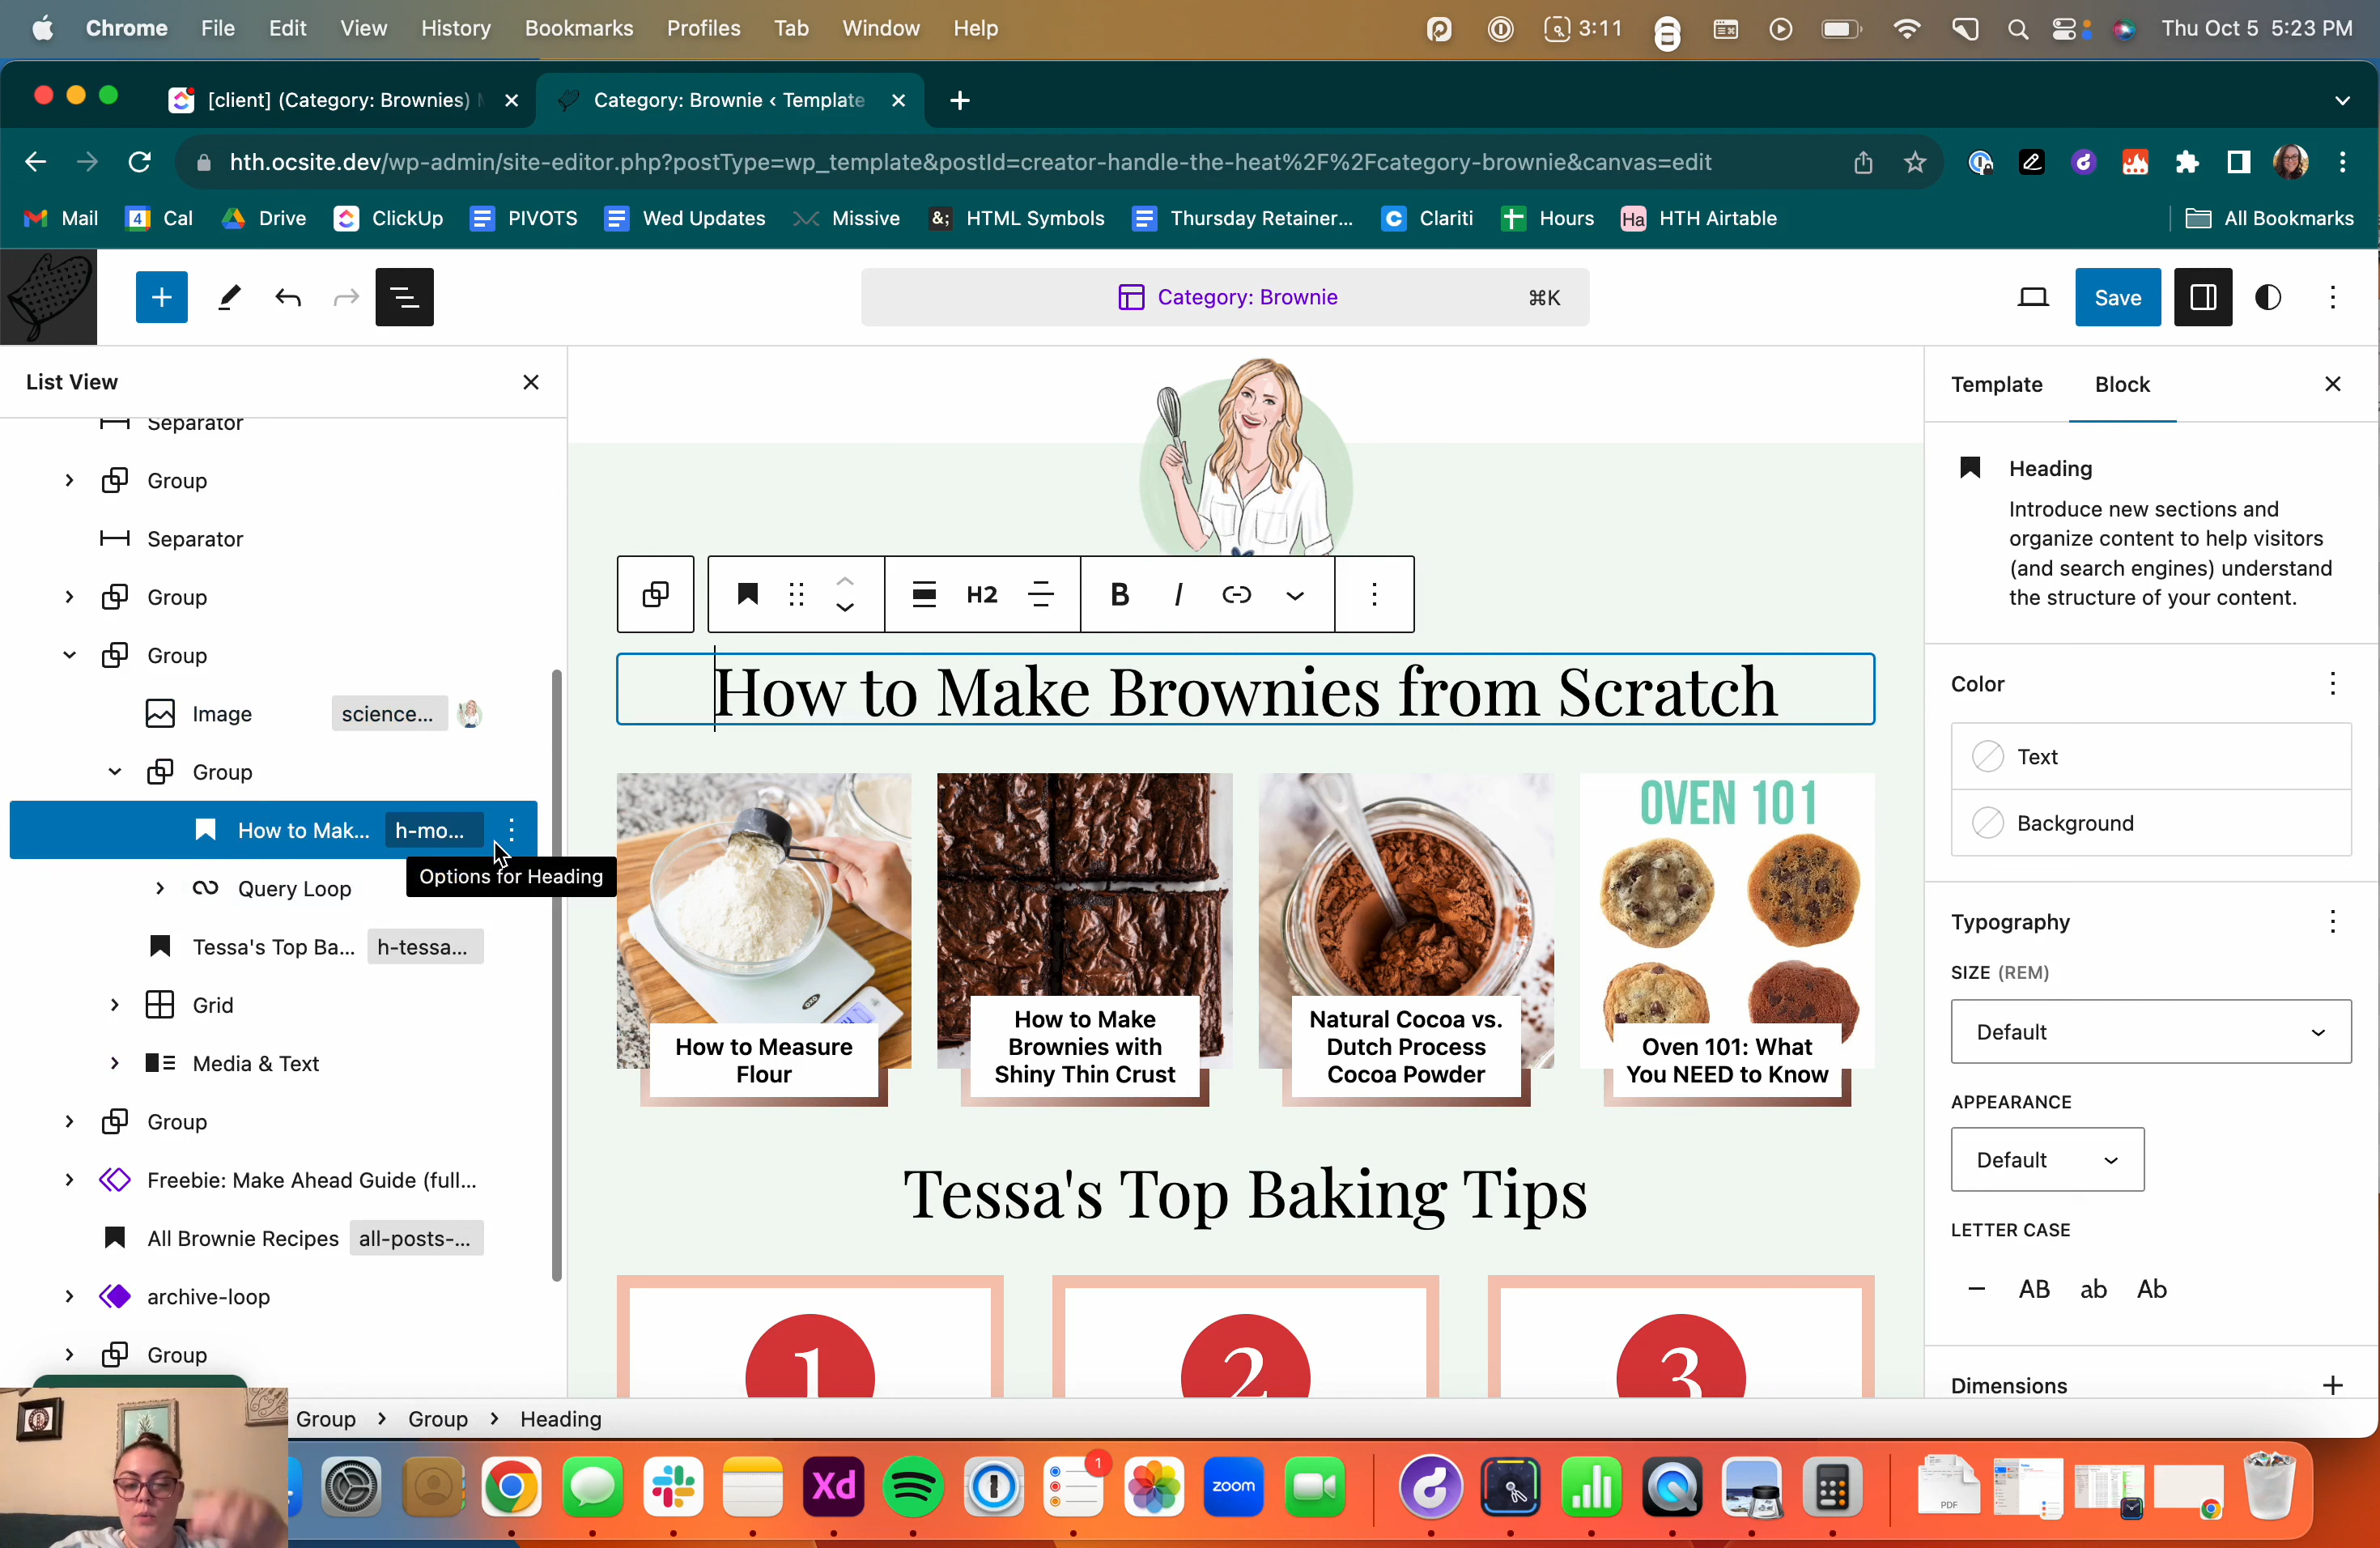 Chrome File Edit View History Bookmarks Profiles Tab Window Help
3:11
Thu Oct 5 5:23 PM
[client] (Category: Brownies)
Category: Brownie ‹ Template
hth.ocsite.dev/wp-admin/site-editor.php?postType=wp_template&postId=creator-handle-the-heat%2F%2Fcategory-brownie&canvas=edit
Mail
4 Cal
Drive
ClickUp
PIVOTS
Wed Updates
Missive
&; HTML Symbols
Thursday Retainer...
C Clariti
Hours
Ha HTH Airtable
All Bookmarks
Category: Brownie
⌘K
Save
List View
Separator
Group
Separator
Group
Group
Image science...
Group
How to Mak... h-mo...
Options for Heading
Query Loop
Tessa's Top Ba... h-tessa...
Grid
Media & Text
Group
Freebie: Make Ahead Guide (full...
All Brownie Recipes all-posts-...
archive-loop
Group
Group › Group › Heading
H2 B I
How to Make Brownies from Scratch
How to Measure
Flour
How to Make
Brownies with
Shiny Thin Crust
Natural Cocoa vs.
Dutch Process
Cocoa Powder
OVEN 101
Oven 101: What
You NEED to Know
Tessa's Top Baking Tips
1
2
3
Template
Block
Heading
Introduce new sections and
organize content to help visitors
(and search engines) understand
the structure of your content.
Color
Text
Background
Typography
SIZE (REM)
Default
APPEARANCE
Default
LETTER CASE
— AB ab Ab
Dimensions
Xd
1
zoom
PDF